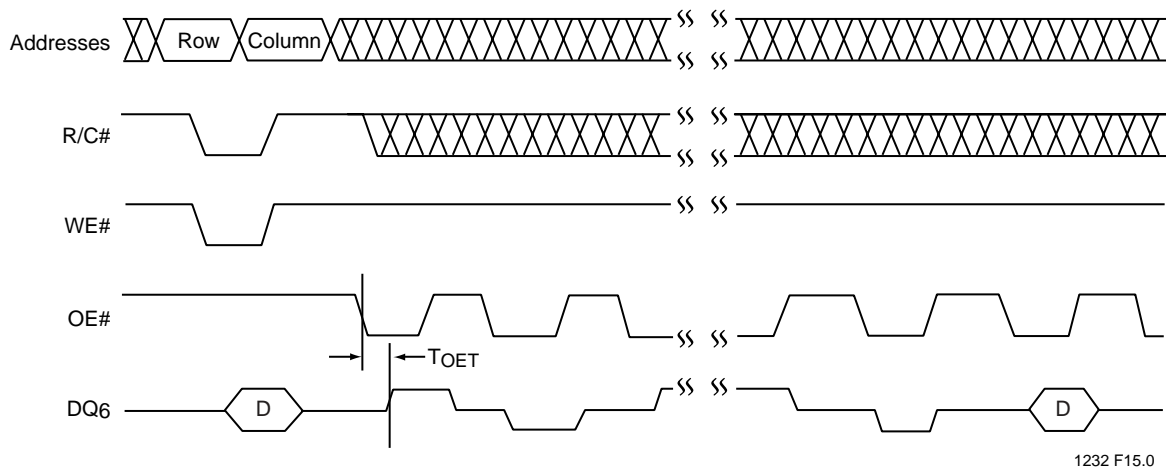 Addresses Row Column
R/C#
WE#
OE#
TOET
DQ6 D D
1232 F15.0